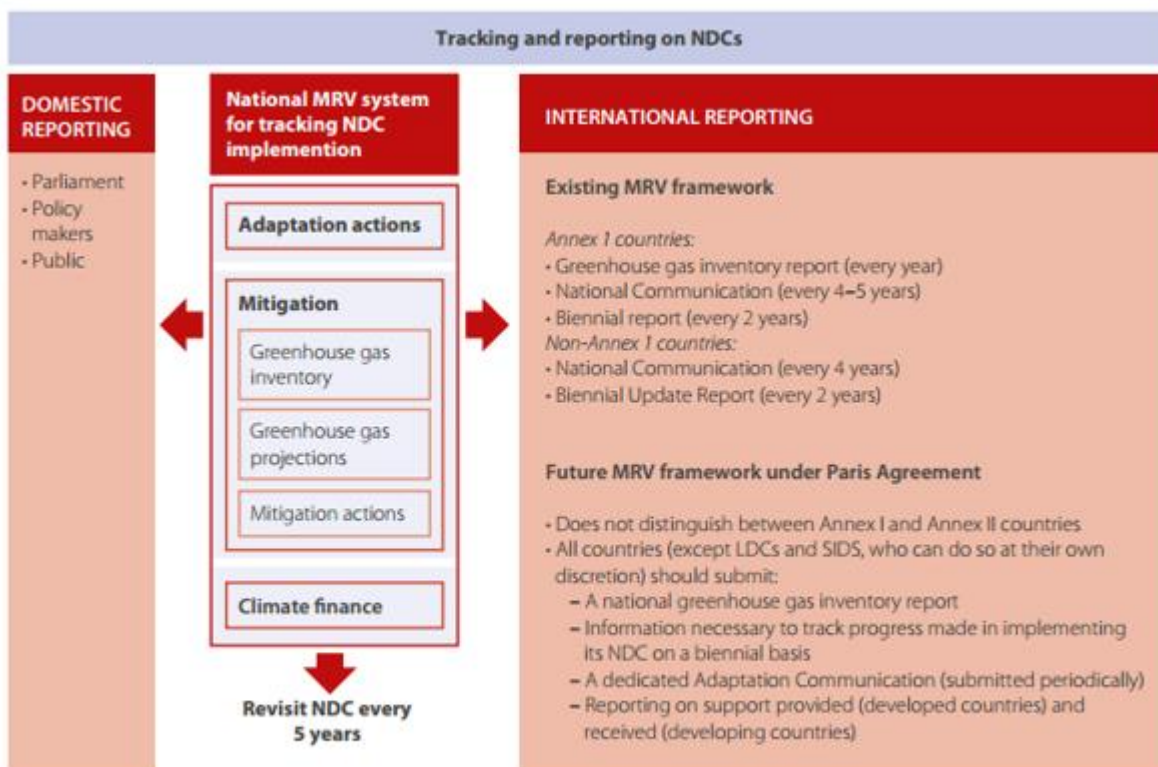 Tracking and reporting on NDCs
DOMESTIC
REPORTING
• Parliament
• Policy
makers
• Public
National MRV system
for tracking NDC
implemention
Adaptation actions
Mitigation
Greenhouse gas
inventory
Greenhouse gas
projections
Mitigation actions
Climate finance
Revisit NDC every
5 years
INTERNATIONAL REPORTING
Existing MRV framework
Annex 1 countries:
• Greenhouse gas inventory report (every year)
• National Communication (every 4–5 years)
• Biennial report (every 2 years)
Non-Annex 1 countries:
• National Communication (every 4 years)
• Biennial Update Report (every 2 years)
Future MRV framework under Paris Agreement
• Does not distinguish between Annex I and Annex II countries
• All countries (except LDCs and SIDS, who can do so at their own
discretion) should submit:
– A national greenhouse gas inventory report
– Information necessary to track progress made in implementing
its NDC on a biennial basis
– A dedicated Adaptation Communication (submitted periodically)
– Reporting on support provided (developed countries) and
received (developing countries)